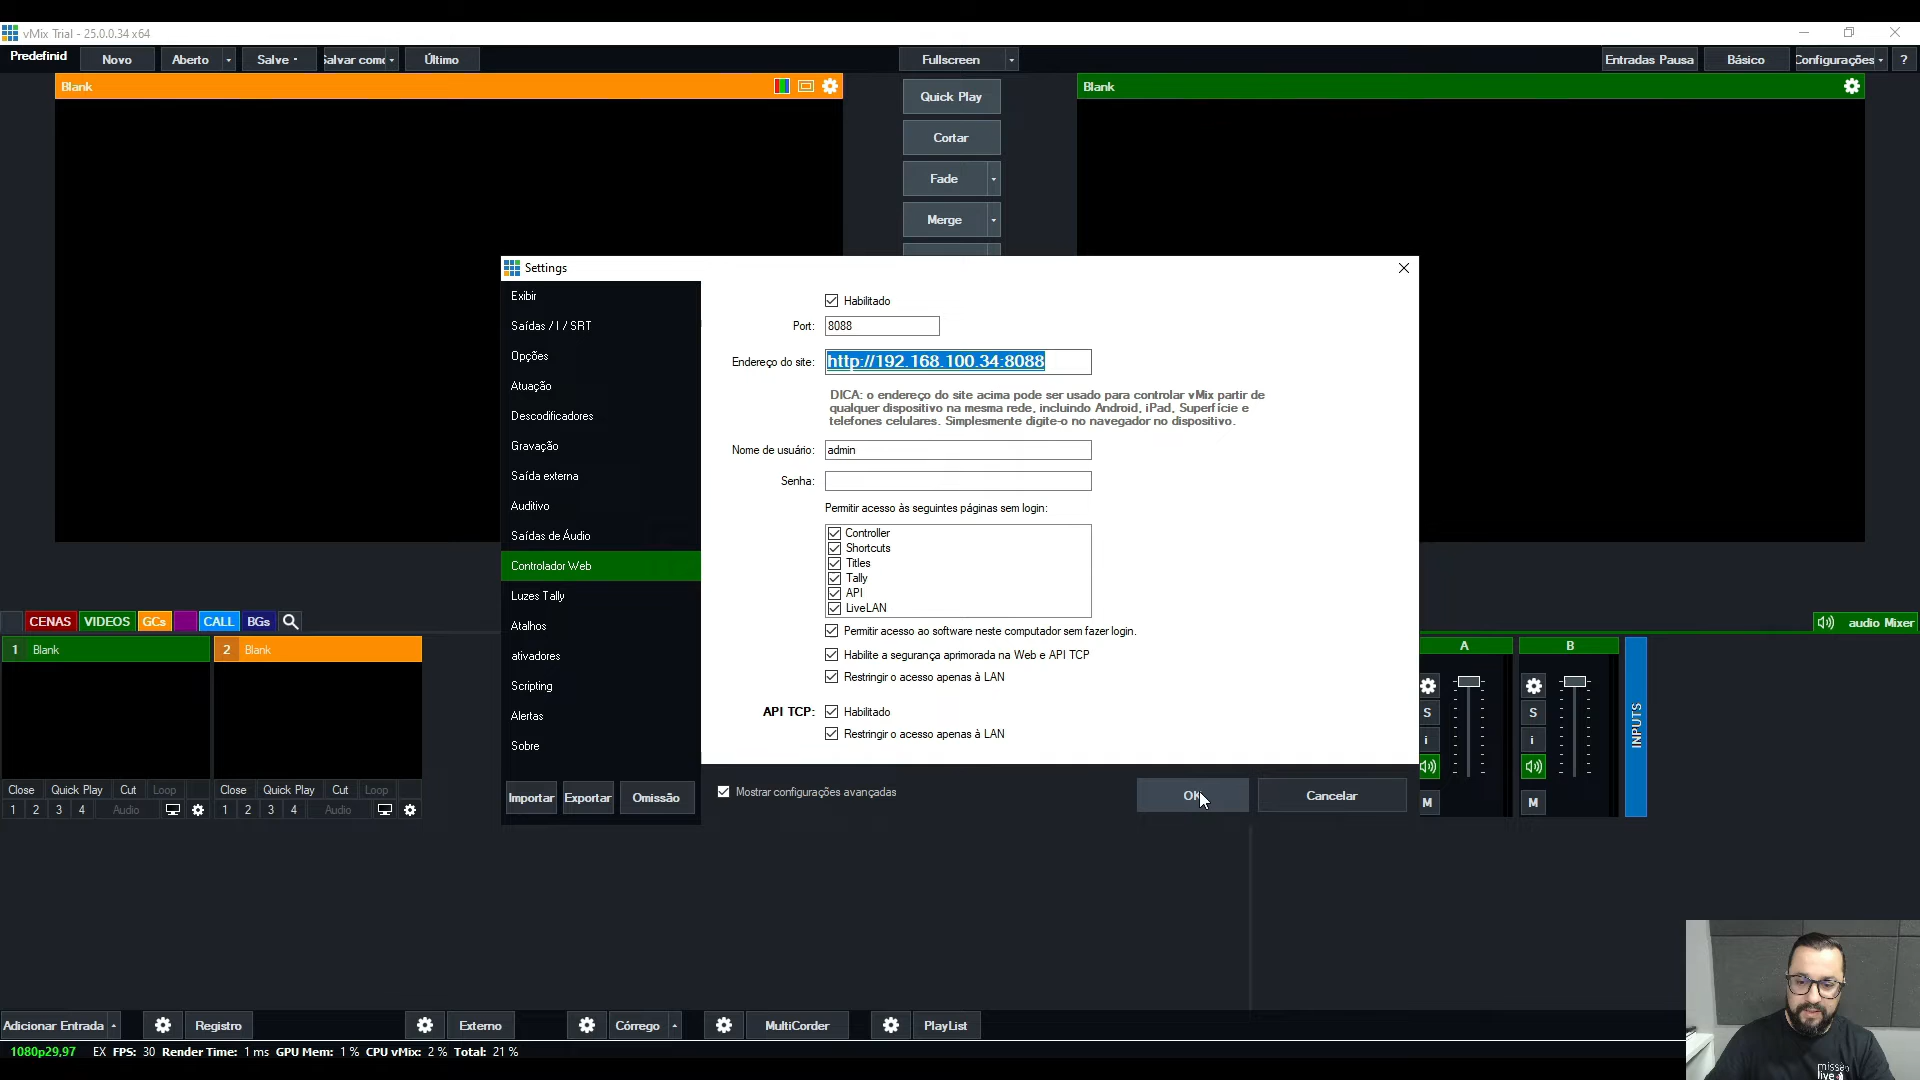 vMix Trial - 25.0.0.34 x64
Predefinid
Novo
Aberto
Salve
Salvar como
Último
Fullscreen
Entradas Pausa
Básico
Configurações
?
Blank
Quick Play
Cortar
Fade
Merge
Blank
Settings
Exibir
Saídas / I / SRT
Opções
Atuação
Descodificadores
Gravação
Saída externa
Auditivo
Saídas de Áudio
Controlador Web
Luzes Tally
Atalhos
ativadores
Scripting
Alertas
Sobre
Importar
Exportar
Omissão
Habilitado
Port: 8088
Endereço do site: http://192.168.100.34:8088
DICA: o endereço do site acima pode ser usado para controlar vMix partir de
qualquer dispositivo na mesma rede, incluindo Android, iPad, Superfície e
telefones celulares. Simplesmente digite-o no navegador no dispositivo.
Nome de usuário: admin
Senha:
Permitir acesso às seguintes páginas sem login:
Controller
Shortcuts
Titles
Tally
API
LiveLAN
Permitir acesso ao software neste computador sem fazer login.
Habilite a segurança aprimorada na Web e API TCP
Restringir o acesso apenas à LAN
API TCP: Habilitado
Restringir o acesso apenas à LAN
Mostrar configurações avançadas
OK
Cancelar
CENAS
VIDEOS
GCs
CALL
BGs
1 Blank
2 Blank
Close Quick Play Cut Loop
1 2 3 4 Audio
Close Quick Play Cut Loop
1 2 3 4 Audio
audio Mixer
A
B
S
S
i
i
M
M
INPUTS
Adicionar Entrada
Registro
Externo
Córrego
MultiCorder
PlayList
1080p29,97 EX FPS: 30 Render Time: 1 ms GPU Mem: 1 % CPU vMix: 2 % Total: 21 %